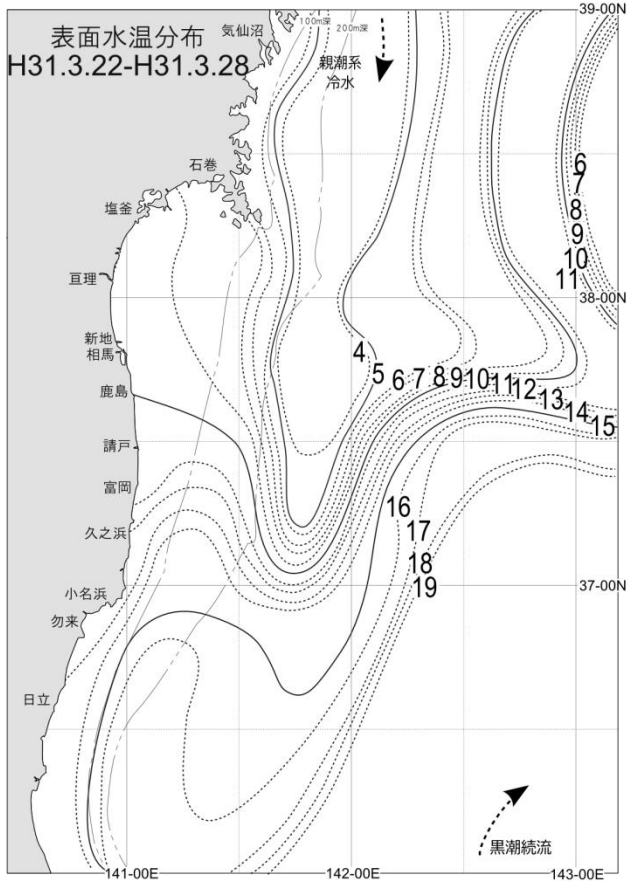 表面水温分布
H31.3.22-H31.3.28
気仙沼
100m深
200m深
39-00N
親潮系
冷水
石巻
塩釜
亘理
新地
相馬
鹿島
請戸
富岡
久之浜
小名浜
勿来
日立
6
7
8
9
10
11
38-00N
4
5
6
7
8
9
10
11
12
13
14
15
16
17
18
19
37-00N
黒潮続流
141-00E
142-00E
143-00E